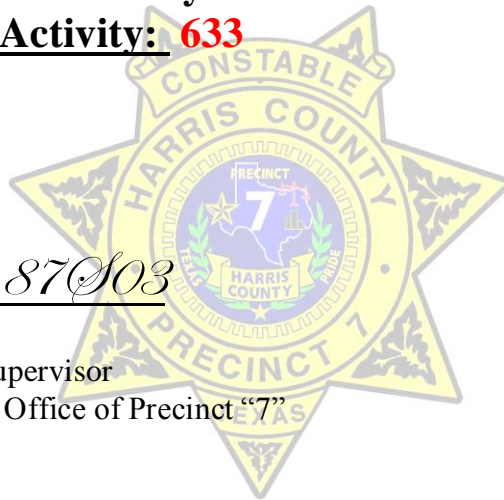 Activity: 633
CONSTABLE
HARRIS COUNTY
PRECINCT
7
TEXAS
PRIDE
HARRIS
COUNTY
87S03
PRECINCT 7
upervisor
Office of Precinct “7”
TEXAS